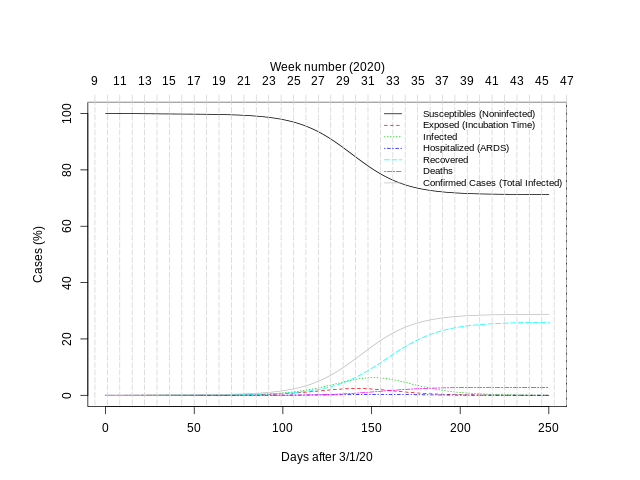 Week number (2020)
9 11 13 15 17 19 21 23 25 27 29 31 33 35 37 39 41 43 45 47
Susceptibles (Noninfected)
Exposed (Incubation Time)
Infected
Hospitalized (ARDS)
Recovered
Deaths
Confirmed Cases (Total Infected)
Cases (%)
100
80
60
40
20
0
0 50 100 150 200 250
Days after 3/1/20